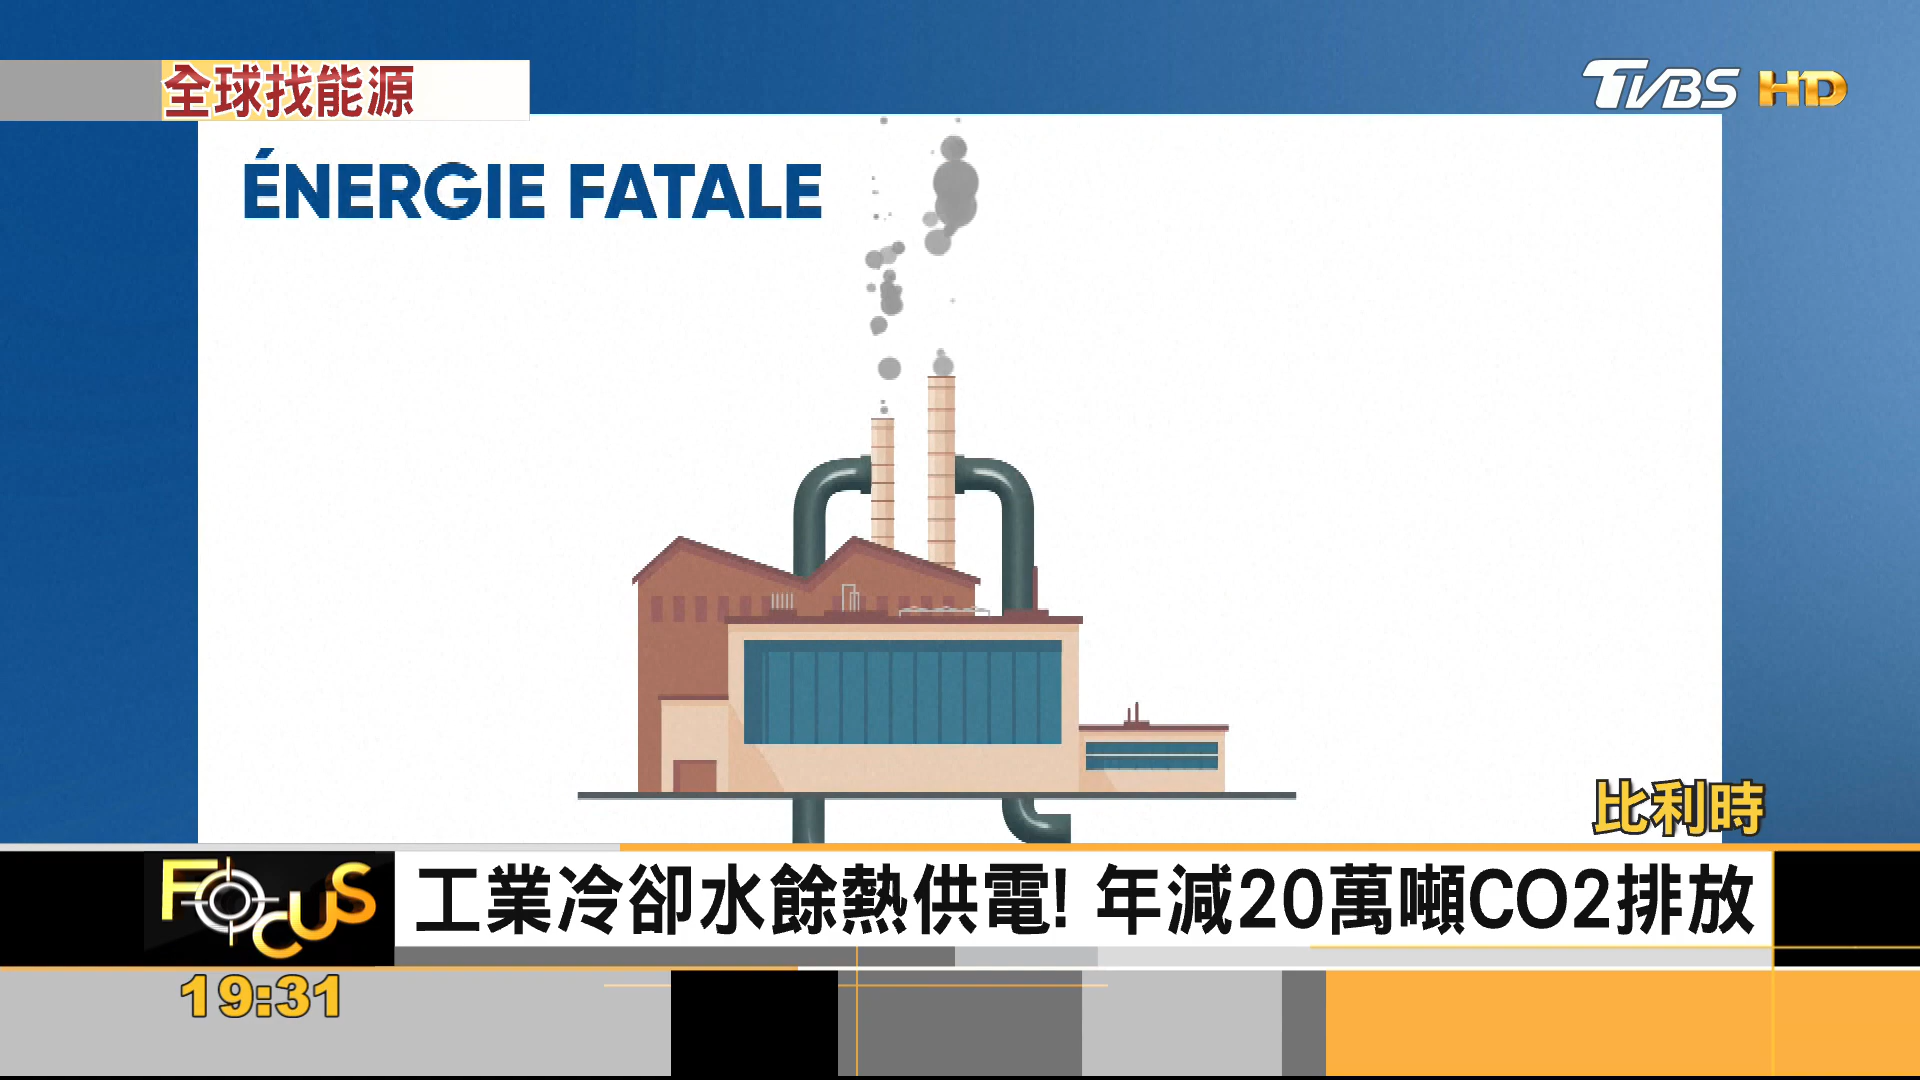 全球找能源
TVBS HD
ÉNERGIE FATALE
比利時
FOCUS
工業冷卻水餘熱供電! 年減20萬噸CO2排放
19:31